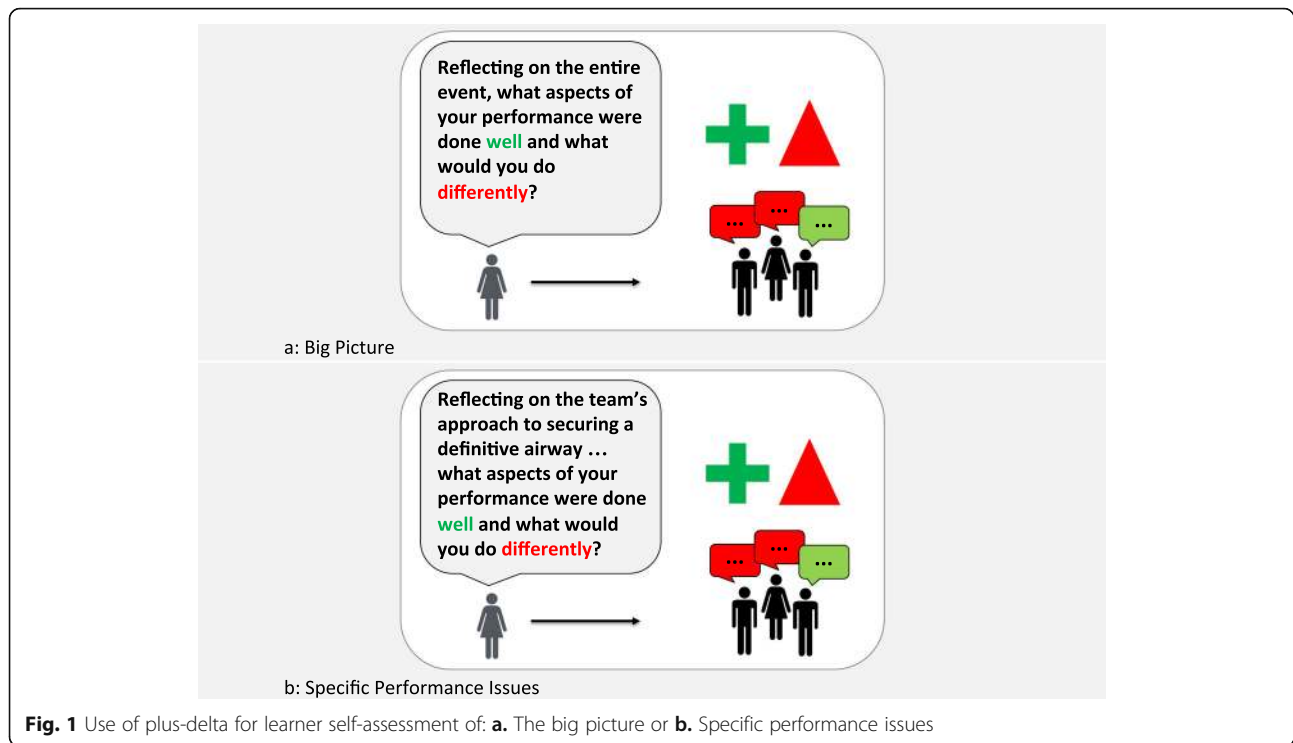 Reflecting on the entire
event, what aspects of
your performance were
done well and what
would you do
differently?
...
...
...
a: Big Picture
Reflecting on the team’s
approach to securing a
definitive airway ...
what aspects of your
performance were done
well and what would
you do differently?
...
...
...
b: Specific Performance Issues
Fig. 1 Use of plus-delta for learner self-assessment of: a. The big picture or b. Specific performance issues